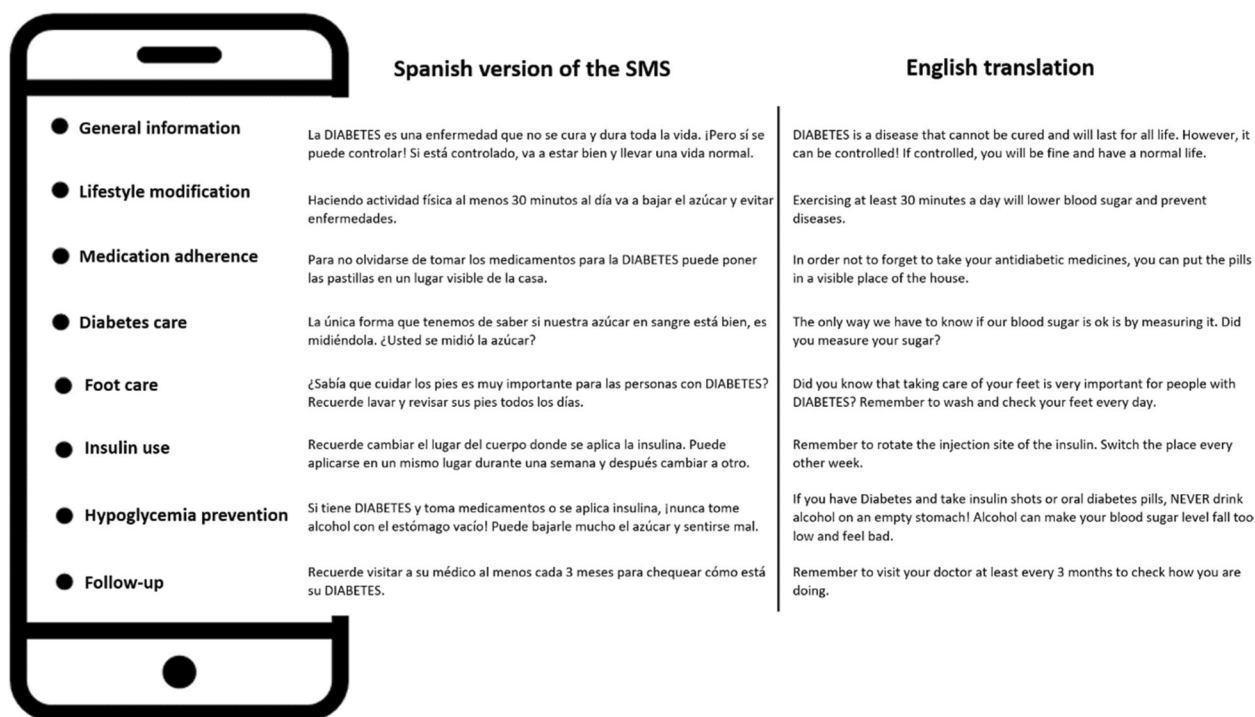 Spanish version of the SMS
English translation
General information
La DIABETES es una enfermedad que no se cura y dura toda la vida. ¡Pero sí se
puede controlar! Si está controlado, va a estar bien y llevar una vida normal.
DIABETES is a disease that cannot be cured and will last for all life. However, it
can be controlled! If controlled, you will be fine and have a normal life.
Lifestyle modification
Haciendo actividad física al menos 30 minutos al día va a bajar el azúcar y evitar
enfermedades.
Exercising at least 30 minutes a day will lower blood sugar and prevent
diseases.
Medication adherence
Para no olvidarse de tomar los medicamentos para la DIABETES puede poner
las pastillas en un lugar visible de la casa.
In order not to forget to take your antidiabetic medicines, you can put the pills
in a visible place of the house.
Diabetes care
La única forma que tenemos de saber si nuestra azúcar en sangre está bien, es
midiéndola. ¿Usted se midió la azúcar?
The only way we have to know if our blood sugar is ok is by measuring it. Did
you measure your sugar?
Foot care
¿Sabía que cuidar los pies es muy importante para las personas con DIABETES?
Recuerde lavar y revisar sus pies todos los días.
Did you know that taking care of your feet is very important for people with
DIABETES? Remember to wash and check your feet every day.
Insulin use
Recuerde cambiar el lugar del cuerpo donde se aplica la insulina. Puede
aplicarse en un mismo lugar durante una semana y después cambiar a otro.
Remember to rotate the injection site of the insulin. Switch the place every
other week.
Hypoglycemia prevention
Si tiene DIABETES y toma medicamentos o se aplica insulina, ¡nunca tome
alcohol con el estómago vacío! Puede bajarle mucho el azúcar y sentirse mal.
If you have Diabetes and take insulin shots or oral diabetes pills, NEVER drink
alcohol on an empty stomach! Alcohol can make your blood sugar level fall too
low and feel bad.
Follow-up
Recuerde visitar a su médico al menos cada 3 meses para chequear cómo está
su DIABETES.
Remember to visit your doctor at least every 3 months to check how you are
doing.